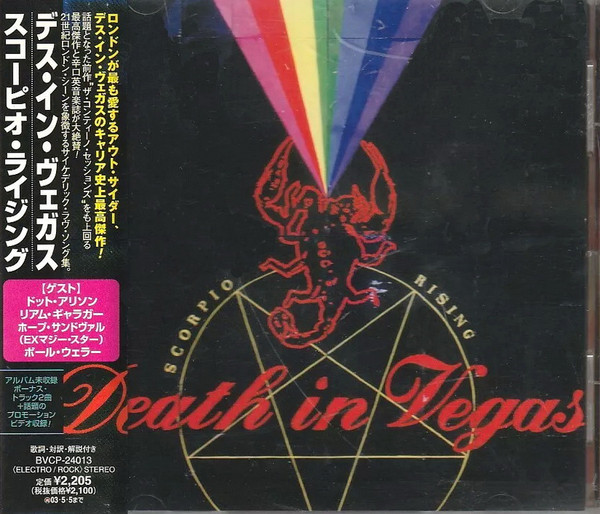 ロンドンが最も愛するアウト・サイダー、
デス・イン・ヴェガスのキャリア史上最高傑作！
話題となった前作“ザ・コンティーノ・セッションズ”をも上回る
最高傑作と辛口英音楽誌が大絶賛！
21世紀ロンドン・シーンを象徴するサイケデリック・ラヴ・ソング集。
デス・イン・ヴェガス
スコーピオ・ライジング
【ゲスト】
ドット・アリソン
リアム・ギャラガー
ホープ・サンドヴァル
（EXマジー・スター）
ポール・ウェラー
アルバム未収録
ボーナス・
トラック2曲
＋話題の
プロモーション
ビデオ収録！
歌詞・対訳・解説付き
BVCP-24013
〈ELECTRO / ROCK〉STEREO
定価 ¥2,205
(税抜価格¥2,100)
03・5・5まで
SCORPIO RISING
Death in Vegas